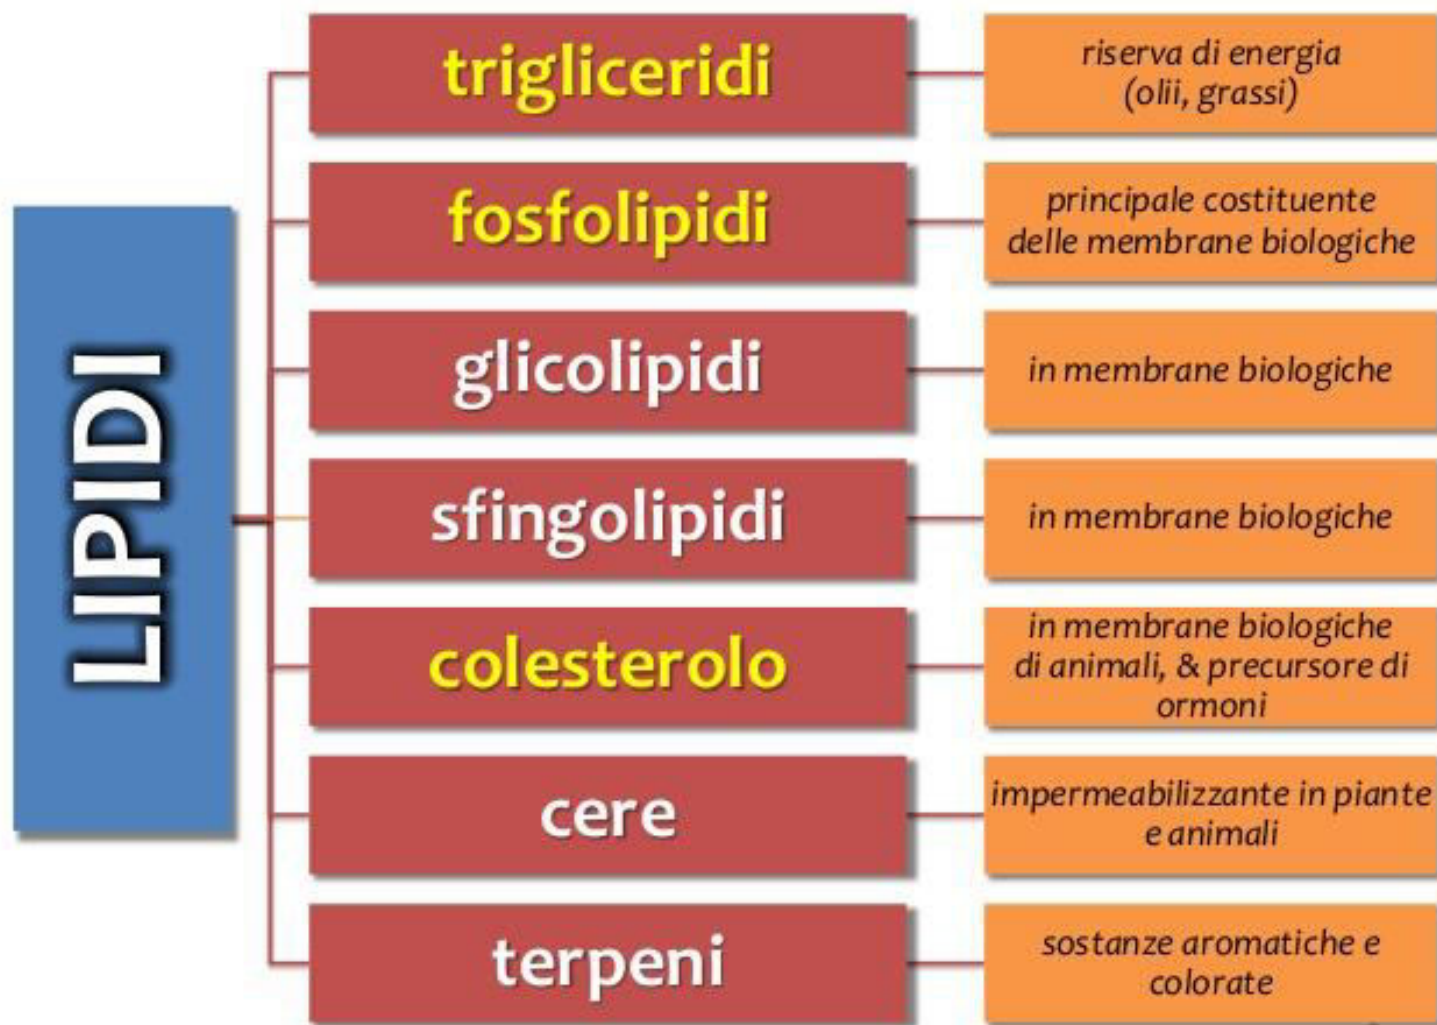 LIPIDI
trigliceridi
riserva di energia
(olii, grassi)
fosfolipidi
principale costituente
delle membrane biologiche
glicolipidi
in membrane biologiche
sfingolipidi
in membrane biologiche
colesterolo
in membrane biologiche
di animali, & precursore di
ormoni
cere
impermeabilizzante in piante
e animali
terpeni
sostanze aromatiche e
colorate